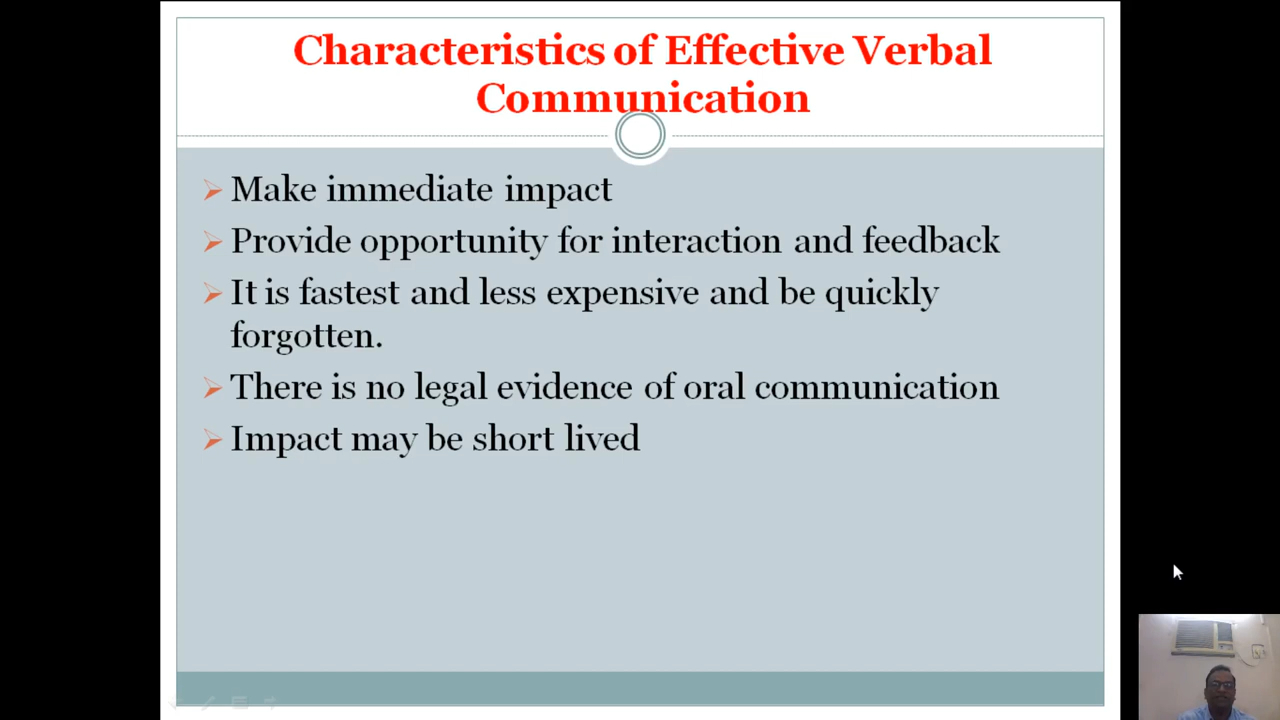 Characteristics of Effective Verbal
Communication
Make immediate impact
Provide opportunity for interaction and feedback
It is fastest and less expensive and be quickly
forgotten.
There is no legal evidence of oral communication
Impact may be short lived